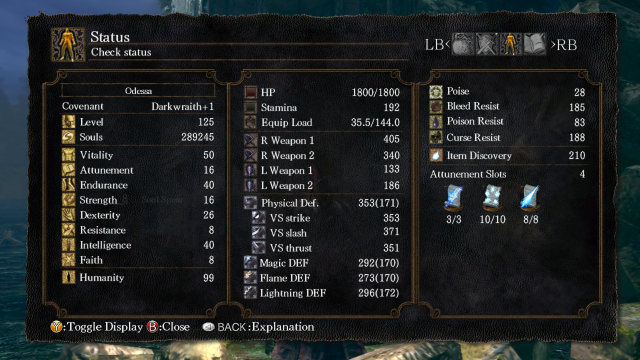 Status
Check status
LB< >RB
Odessa
Covenant Darkwraith+1
Level 125
Souls 289245
Vitality 50
Attunement 16
Endurance 40
Strength 16
Dexterity 26
Resistance 8
Intelligence 40
Faith 8
Humanity 99
HP 1800/1800
Stamina 192
Equip Load 35.5/144.0
R Weapon 1 405
R Weapon 2 340
L Weapon 1 133
L Weapon 2 186
Physical Def. 353(171)
VS strike 353
VS slash 371
VS thrust 351
Magic DEF 292(170)
Flame DEF 273(170)
Lightning DEF 296(172)
Poise 28
Bleed Resist 185
Poison Resist 83
Curse Resist 188
Item Discovery 210
Attunement Slots 4
3/3 10/10 8/8
Y:Toggle Display B:Close BACK:Explanation